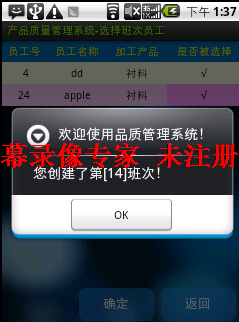 下午 1:37
产品质量管理系统-选择班次员工
员工号 员工名称 加工产品 是否被选择
4 dd 衬料 √
24 apple 衬料 √
欢迎使用品质管理系统！
幕录像专家 未注册
您创建了第[14]班次！
OK
确定 返回